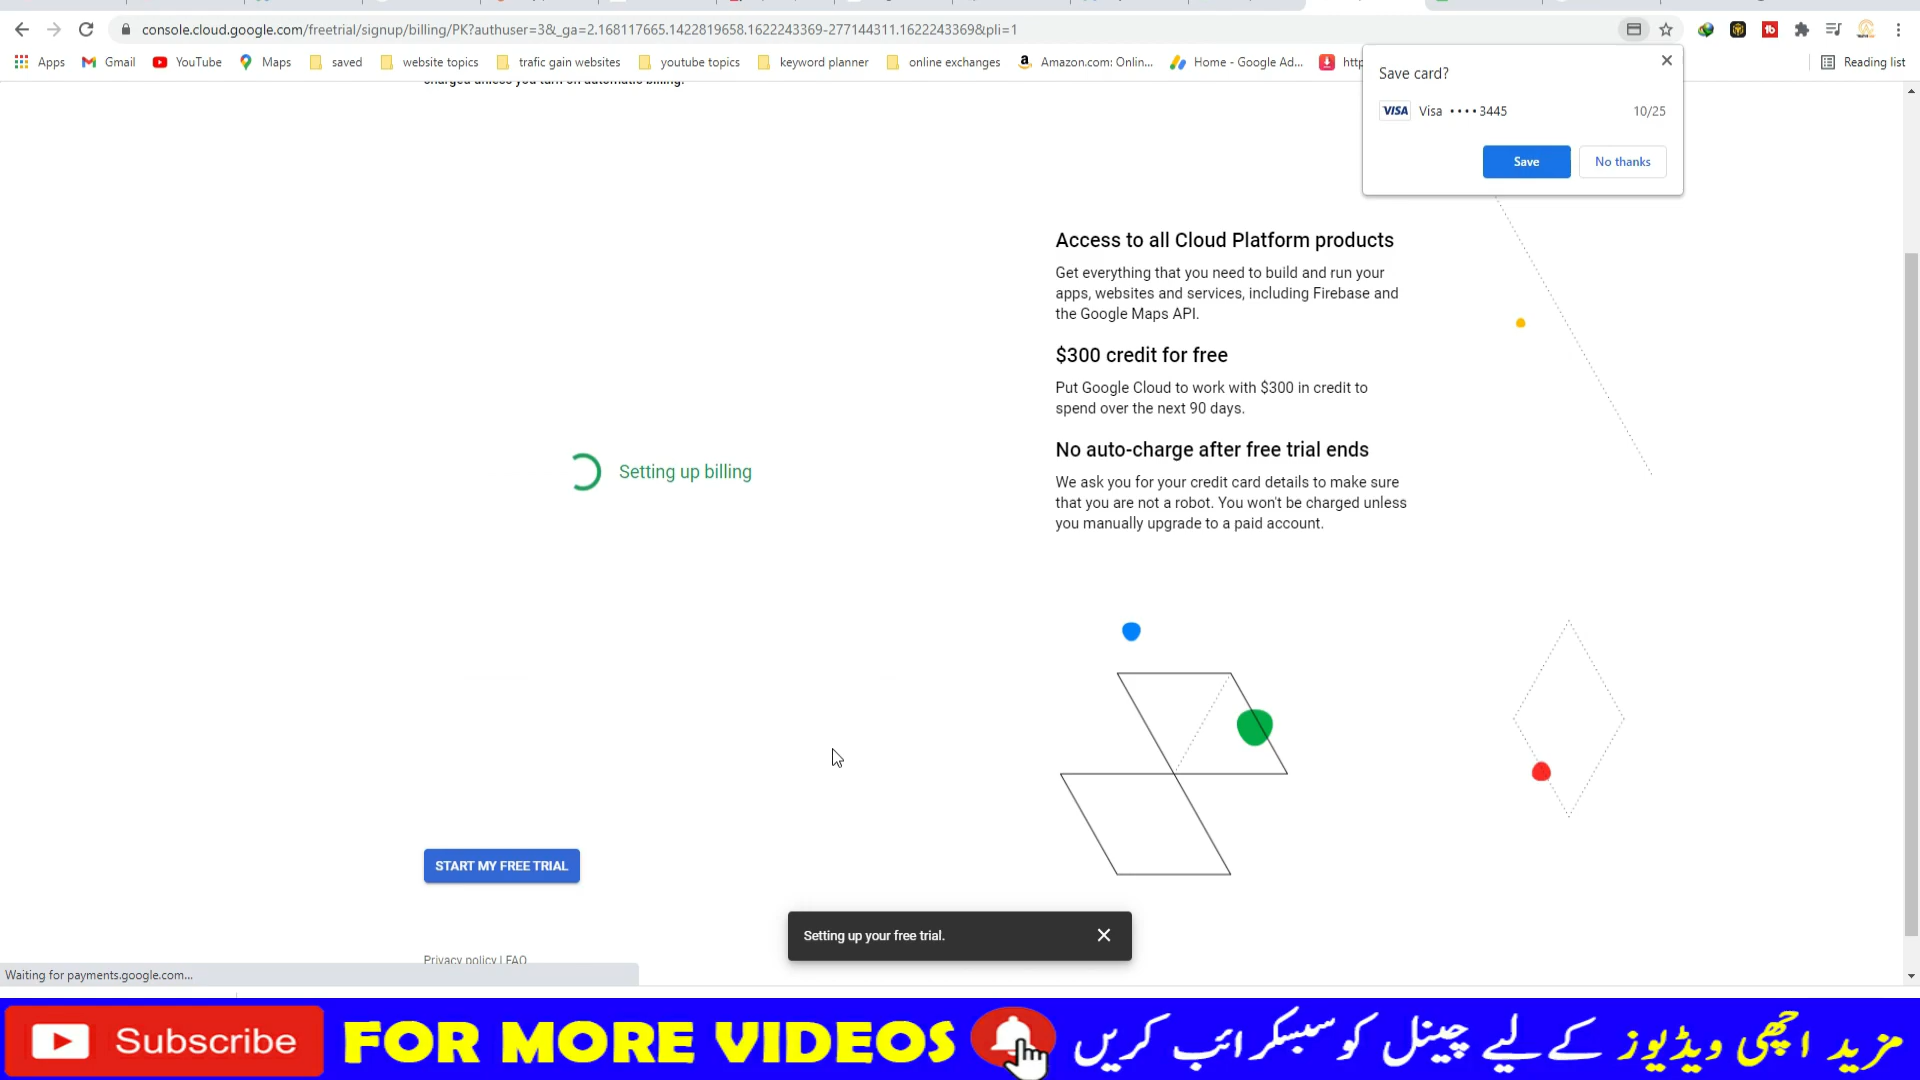 console.cloud.google.com/freetrial/signup/billing/PK?authuser=3&_ga=2.168117665.1422819658.1622243369-277144311.1622243369&pli=1
Apps Gmail YouTube Maps saved website topics trafic gain websites youtube topics keyword planner online exchanges Amazon.com: Onlin... Home - Google Ad... http Reading list
charged unless you turn on automatic billing.
Save card?
VISA Visa •••• 3445 10/25
Save No thanks
Access to all Cloud Platform products
Get everything that you need to build and run your
apps, websites and services, including Firebase and
the Google Maps API.
$300 credit for free
Put Google Cloud to work with $300 in credit to
spend over the next 90 days.
No auto-charge after free trial ends
We ask you for your credit card details to make sure
that you are not a robot. You won't be charged unless
you manually upgrade to a paid account.
Setting up billing
START MY FREE TRIAL
Setting up your free trial.
Privacy policy | FAQ
Waiting for payments.google.com...
Subscribe FOR MORE VIDEOS مزید اچھی ویڈیوز کے لیے چینل کو سبسکرائب کریں